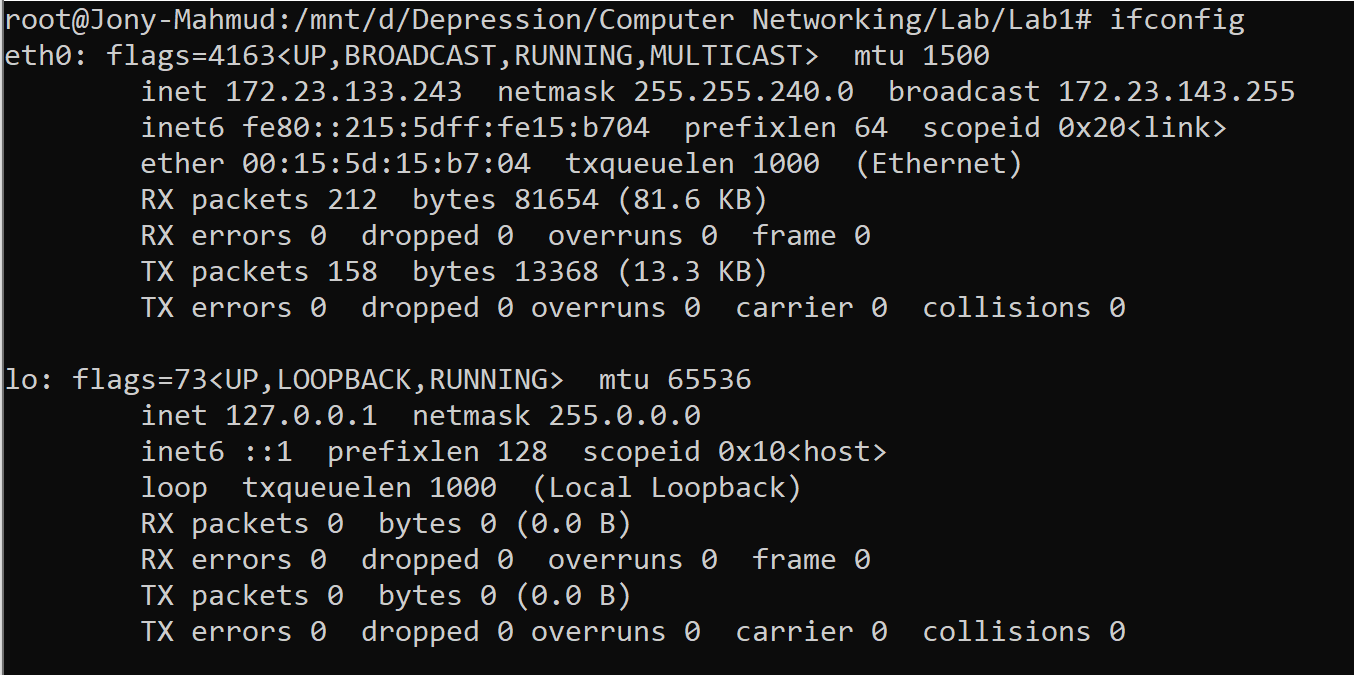 root@Jony-Mahmud:/mnt/d/Depression/Computer Networking/Lab/Lab1# ifconfig
eth0: flags=4163<UP,BROADCAST,RUNNING,MULTICAST>  mtu 1500
        inet 172.23.133.243  netmask 255.255.240.0  broadcast 172.23.143.255
        inet6 fe80::215:5dff:fe15:b704  prefixlen 64  scopeid 0x20<link>
        ether 00:15:5d:15:b7:04  txqueuelen 1000  (Ethernet)
        RX packets 212  bytes 81654 (81.6 KB)
        RX errors 0  dropped 0  overruns 0  frame 0
        TX packets 158  bytes 13368 (13.3 KB)
        TX errors 0  dropped 0 overruns 0  carrier 0  collisions 0

lo: flags=73<UP,LOOPBACK,RUNNING>  mtu 65536
        inet 127.0.0.1  netmask 255.0.0.0
        inet6 ::1  prefixlen 128  scopeid 0x10<host>
        loop  txqueuelen 1000  (Local Loopback)
        RX packets 0  bytes 0 (0.0 B)
        RX errors 0  dropped 0  overruns 0  frame 0
        TX packets 0  bytes 0 (0.0 B)
        TX errors 0  dropped 0 overruns 0  carrier 0  collisions 0